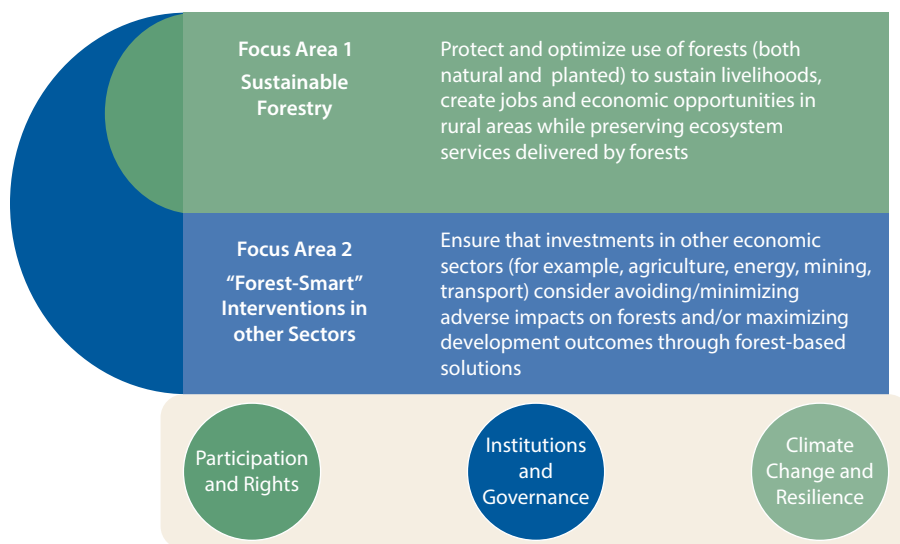 Focus Area 1
Sustainable
Forestry
Protect and optimize use of forests (both
natural and planted) to sustain livelihoods,
create jobs and economic opportunities in
rural areas while preserving ecosystem
services delivered by forests
Focus Area 2
“Forest-Smart”
Interventions in
other Sectors
Ensure that investments in other economic
sectors (for example, agriculture, energy, mining,
transport) consider avoiding/minimizing
adverse impacts on forests and/or maximizing
development outcomes through forest-based
solutions
Participation
and Rights
Institutions
and
Governance
Climate
Change and
Resilience